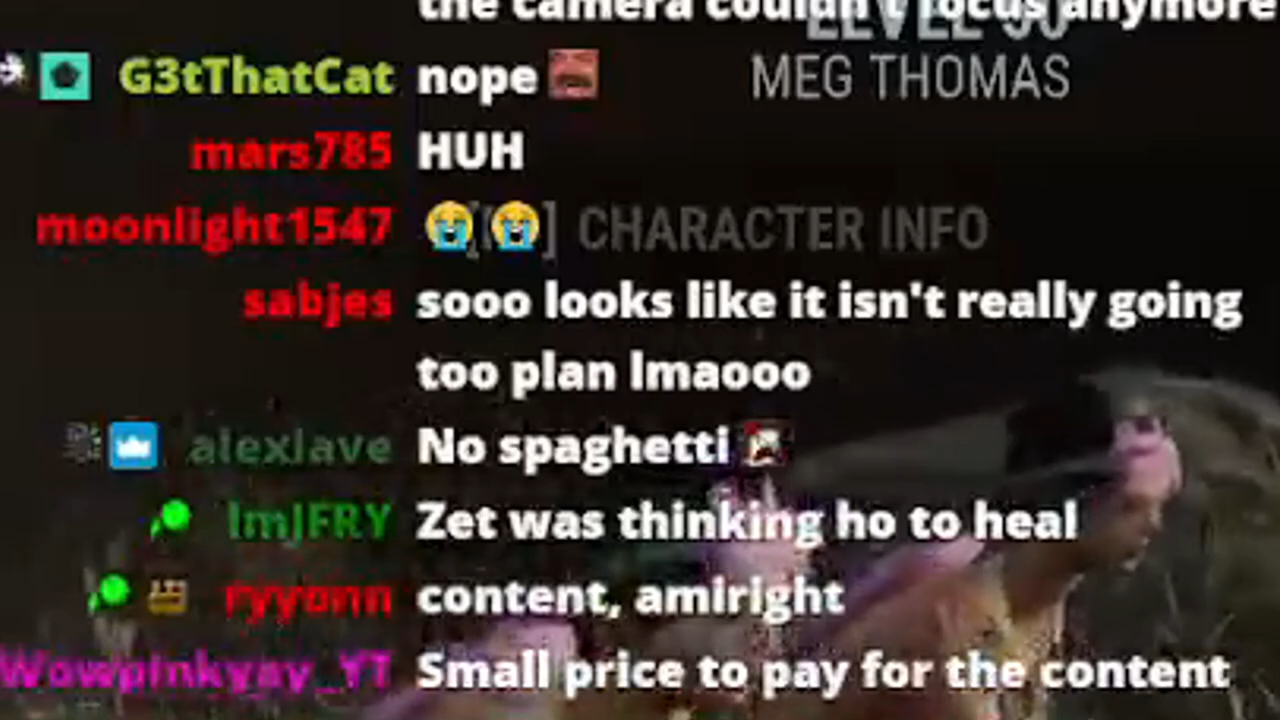 the camera couldn't focus anymore
LEVEL 50
G3tThatCat nope
MEG THOMAS
mars785 HUH
moonlight1547 😭 😭
CHARACTER INFO
sabjes sooo looks like it isn't really going
too plan lmaooo
alexlave No spaghetti
ImJFRY Zet was thinking ho to heal
ryyonn content, amiright
Wowpinkyay_YT Small price to pay for the content